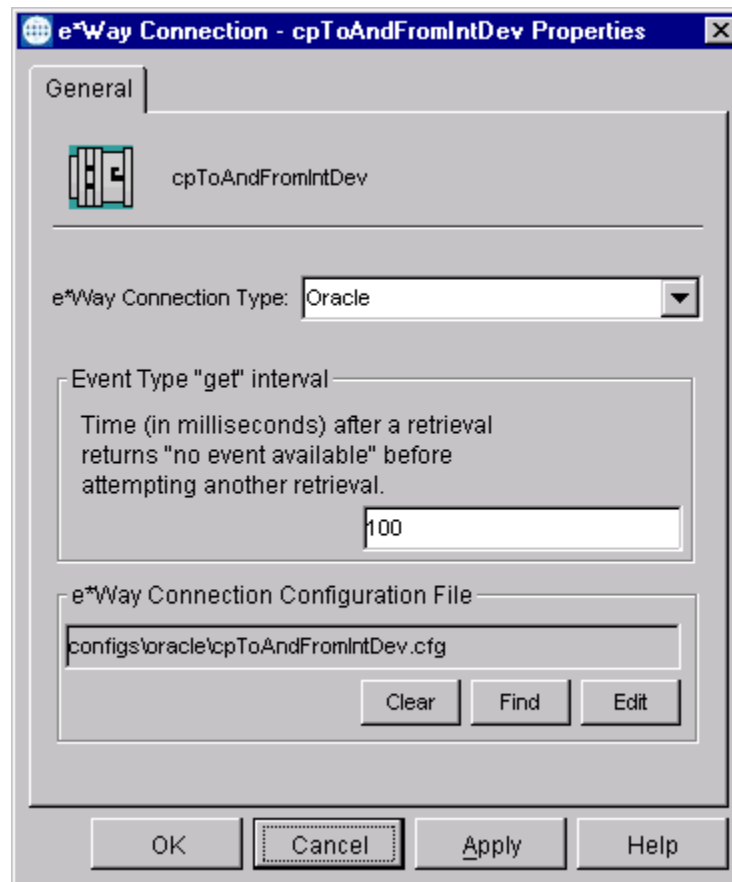 e*Way Connection - cpToAndFromIntDev Properties
General
cpToAndFromIntDev
e*Way Connection Type: Oracle
Event Type "get" interval
Time (in milliseconds) after a retrieval
returns "no event available" before
attempting another retrieval.
100
e*Way Connection Configuration File
configs\oracle\cpToAndFromIntDev.cfg
Clear Find Edit
OK Cancel Apply Help